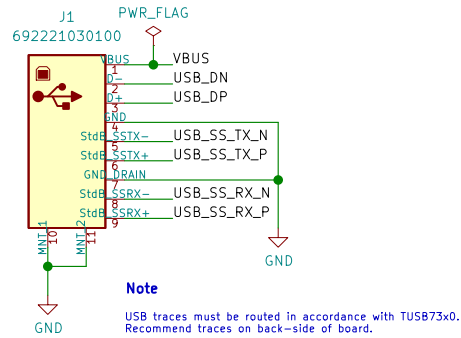 PWR_FLAG
J1
692221030100
VBUS
VBUS
1
D-
USB_DN
2
D+
USB_DP
3
GND
4
StdB_SSTX-
USB_SS_TX_N
5
StdB_SSTX+
USB_SS_TX_P
6
GND_DRAIN
7
StdB_SSRX-
USB_SS_RX_N
8
StdB_SSRX+
USB_SS_RX_P
9
MNT_1
10
MNT_2
11
GND
GND
Note
USB traces must be routed in accordance with TUSB73x0.
Recommend traces on back-side of board.